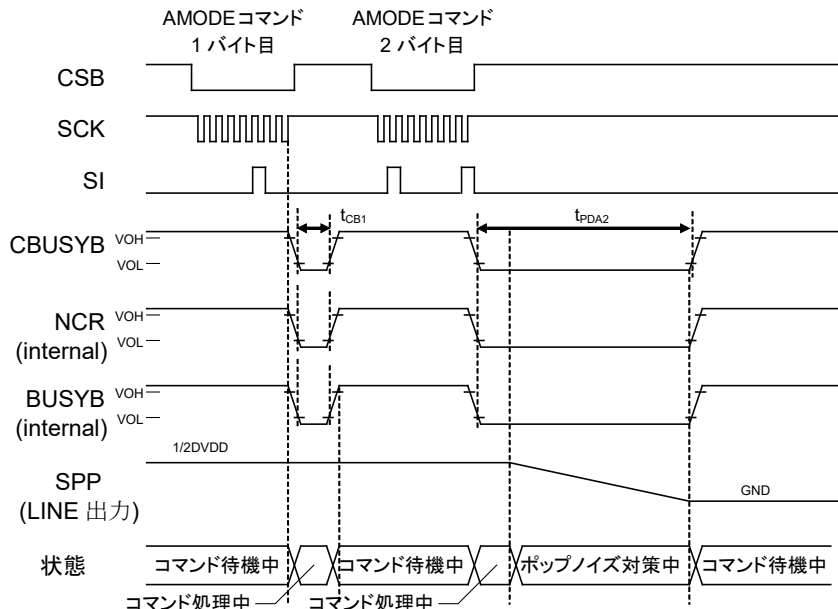 AMODEコマンド
1 バイト目
AMODEコマンド
2 バイト目
CSB
SCK
SI
tCB1
tPDA2
CBUSYB
VOH
VOL
NCR
(internal)
VOH
VOL
BUSYB
(internal)
VOH
VOL
1/2DVDD
SPP
(LINE 出力)
GND
状態
コマンド待機中
コマンド待機中
ポップノイズ対策中
コマンド待機中
コマンド処理中
コマンド処理中